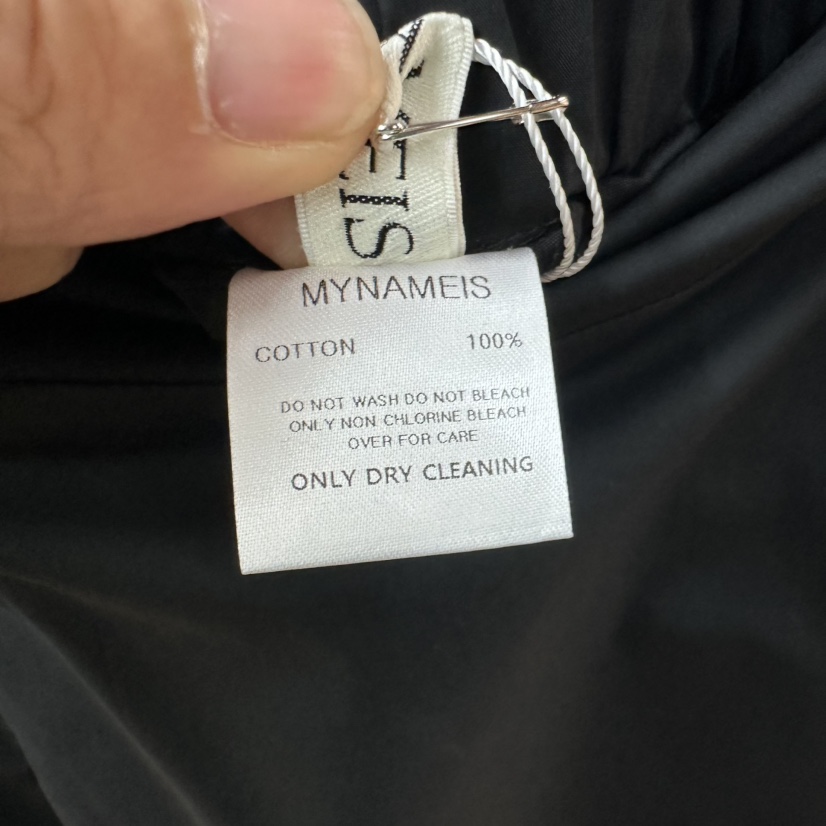 EIS
MYNAMEIS
COTTON 100%
DO NOT WASH DO NOT BLEACH
ONLY NON CHLORINE BLEACH
OVER FOR CARE
ONLY DRY CLEANING